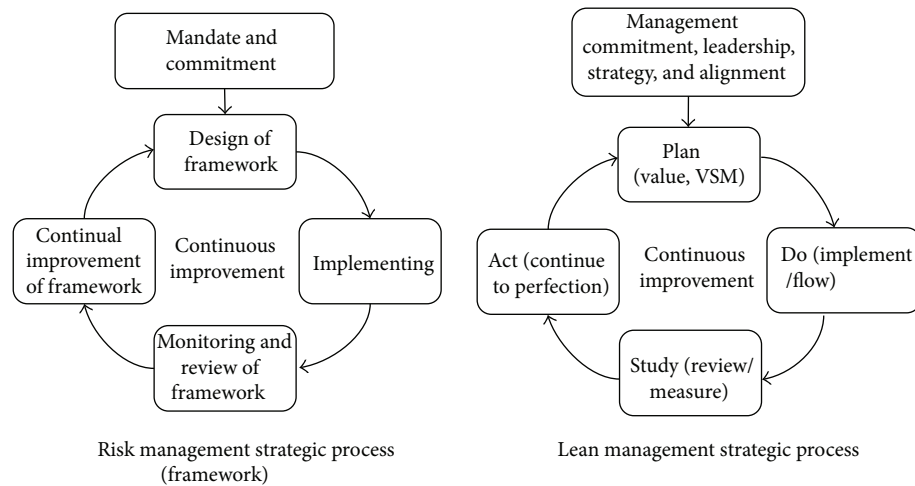 Mandate and
commitment
Design of
framework
Continual
improvement
of framework
Continuous
improvement
Implementing
Monitoring and
review of
framework
Risk management strategic process
(framework)
Management
commitment, leadership,
strategy, and alignment
Plan
(value, VSM)
Act (continue
to perfection)
Continuous
improvement
Do (implement
/flow)
Study (review/
measure)
Lean management strategic process